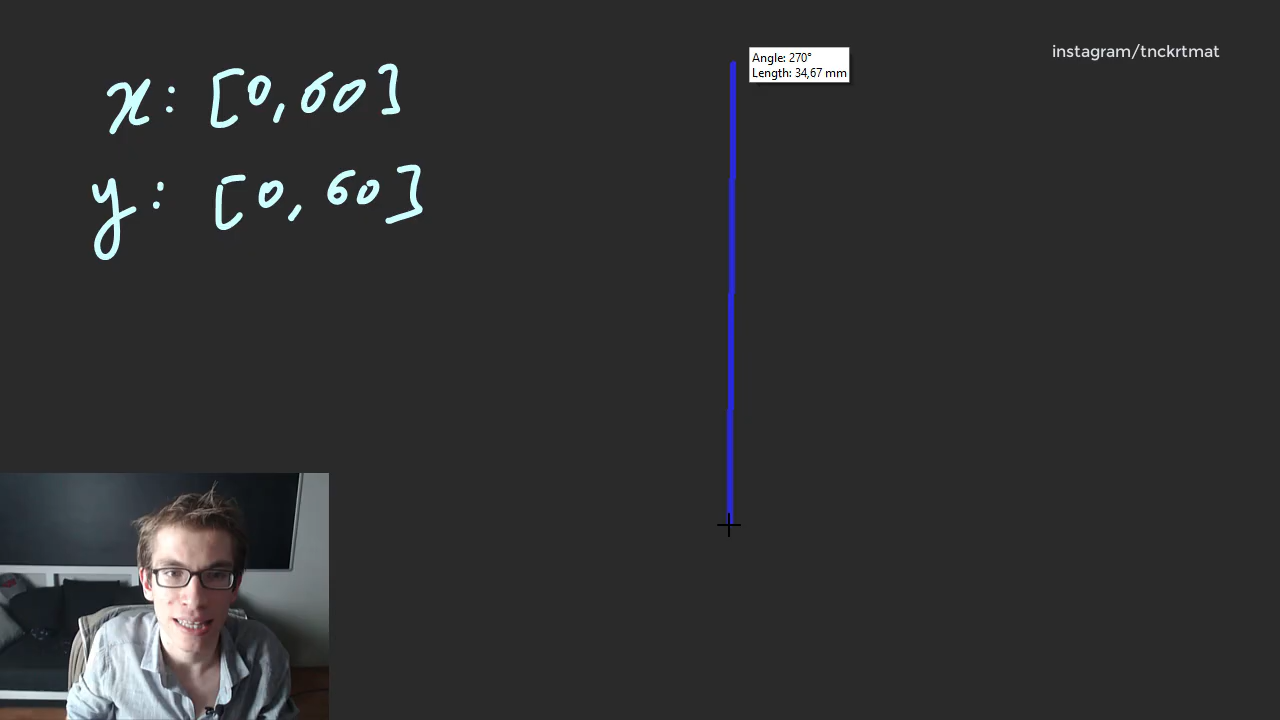 x: [0, 60]
y: [0, 60]
Angle: 270°
Length: 34,67 mm
instagram/tnckrtmat